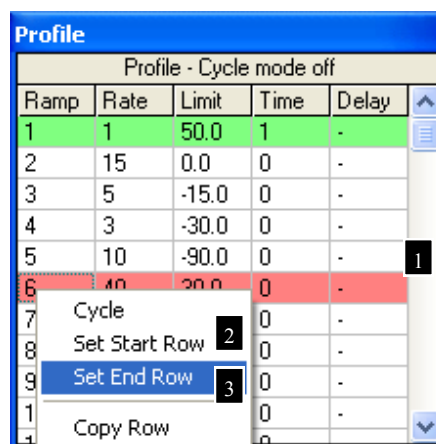 Profile
Profile - Cycle mode off
Ramp Rate Limit Time Delay
1 1 50.0 1 -
2 15 0.0 0 -
3 5 -15.0 0 -
4 3 -30.0 0 -
5 10 -90.0 0 -
1
6 0 -
7 Cycle 0 -
8 Set Start Row 2 0 -
9 Set End Row 3 0 -
1 Copy Row 0 -